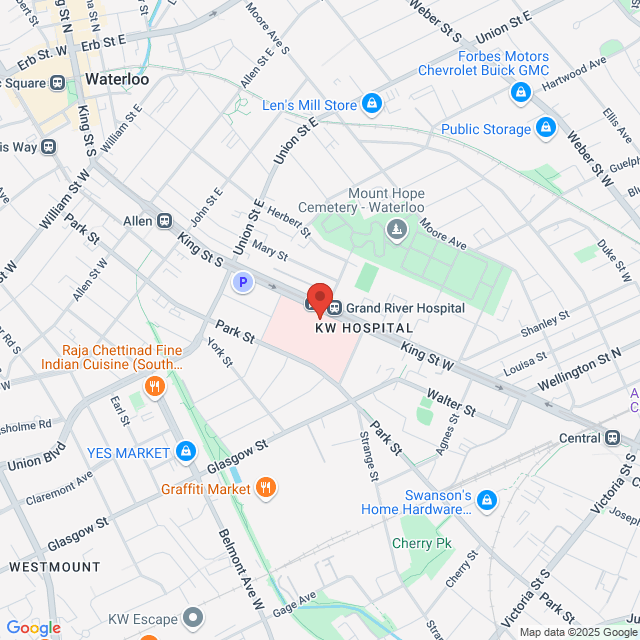 King St N
Regina St N
Erb St. W
Erb St E
Moore Ave S
Weber St S
Union St E
Forbes Motors
Chevrolet Buick GMC
Hartwood Ave
Square
Waterloo
Allen St E
Len's Mill Store
Ellis Ave
Public Storage
King St S
William St E
Union St E
Weber St W
Guelph
is Way
William St W
John St E
Mount Hope
Cemetery - Waterloo
Moore Ave
Allen
Park St
Union St E
Herbert St
Mary St
King St S
Duke St W
Allen St W
P
Grand River Hospital
KW HOSPITAL
Shanley St
Park St
York St
King St W
Louisa St
Wellington St N
Raja Chettinad Fine
Indian Cuisine (South...
Earl St
Walter St
Union Blvd
YES MARKET
Glasgow St
Park St
Agnes St
Strange St
Central
Victoria St S
Claremont Ave
Graffiti Market
Swanson's
Home Hardware...
Glasgow St
Belmont Ave W
Cherry Pk
WESTMOUNT
Cherry St
KW Escape
Gage Ave
Victoria St S
Park St
Google
Map data ©2025 Google